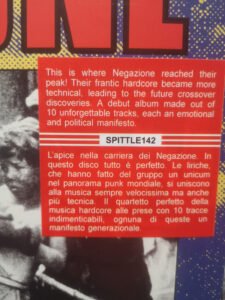 UNE
This is where Negazione reached their
peak! Their frantic hardcore became more
technical, leading to the future crossover
discoveries. A debut album made out of
10 unforgettable tracks, each an emotional
and political manifesto.
SPITTLE142
L'apice nella carriera dei Negazione. In
questo disco tutto è perfetto. Le liriche,
che hanno fatto del gruppo un unicum
nel panorama punk mondiale, si uniscono
alla musica sempre velocissima ma anche
più tecnica. Il quartetto perfetto della
musica hardcore alle prese con 10 tracce
indimenticabili, ognuna di queste un
manifesto generazionale.